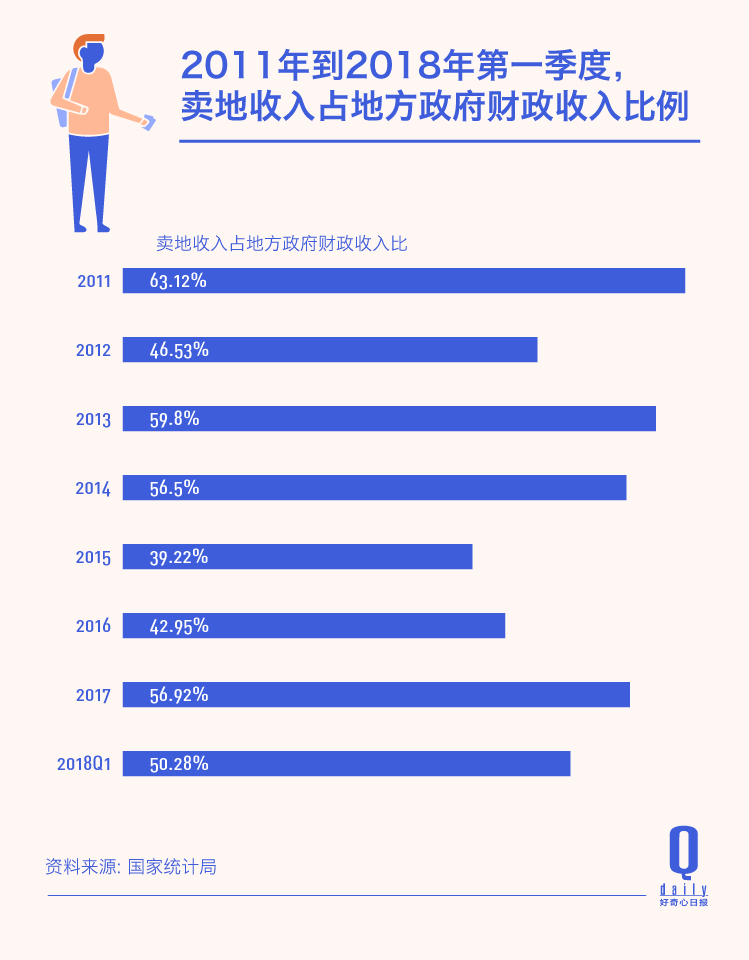 2011年到2018年第一季度,
卖地收入占地方政府财政收入比例
卖地收入占地方政府财政收入比
2011 63.12%
2012 46.53%
2013 59.8%
2014 56.5%
2015 39.22%
2016 42.95%
2017 56.92%
2018Q1 50.28%
资料来源: 国家统计局
Q
daily
好奇心日报